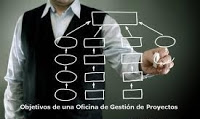 Objetivos de una Oficina de Gestión de Proyectos